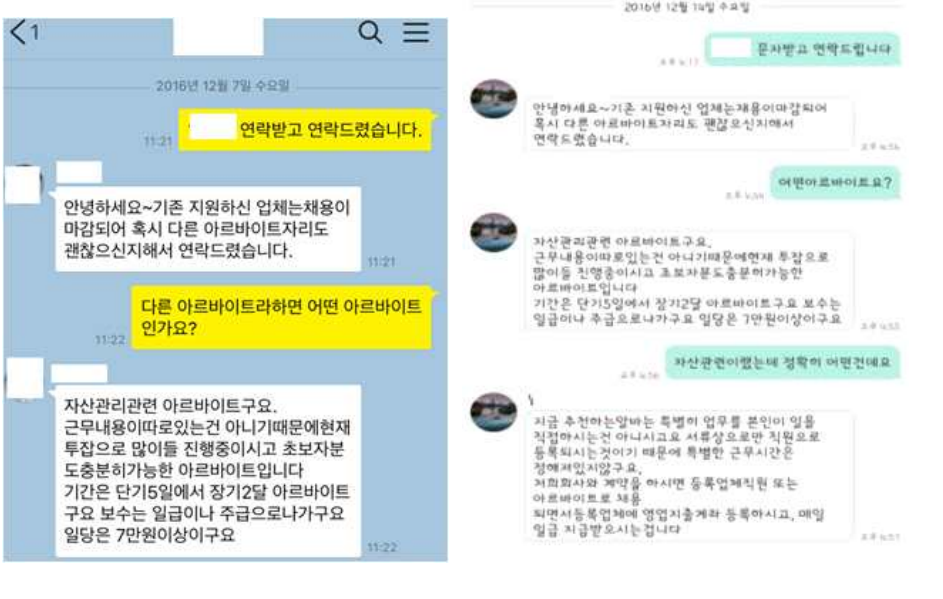 1
2016년 12월 7일 수요일
연락받고 연락드렸습니다.
11:21
안녕하세요~기존 지원하신 업체는채용이
마감되어 혹시 다른 아르바이트자리도
괜찮으신지해서 연락드렸습니다.
11:21
다른 아르바이트라하면 어떤 아르바이트
인가요?
11:22
자산관리관련 아르바이트구요.
근무내용이따로있는건 아니기때문에현재
투잡으로 많이들 진행중이시고 초보자분
도충분히가능한 아르바이트입니다
기간은 단기5일에서 장기2달 아르바이트
구요 보수는 일급이나 주급으로나가구요
일당은 7만원이상이구요
11:22
2016년 12월 14일 수요일
문자받고 연락드립니다
안녕하세요~기존 지원하신 업체는채용이마감되어
혹시 다른 아르바이트자리도 괜찮으신지해서
연락드렸습니다.
어떤아르바이트요?
자산관리관련 아르바이트구요.
근무내용이따로있는건 아니기때문에현재 투잡으로
많이들 진행중이시고 초보자분도충분히가능한
아르바이트입니다
기간은 단기5일에서 장기2달 아르바이트구요 보수는
일급이나 주급으로나가구요 일당은 7만원이상이구요
자산관련이랬는데 정확히 어떤건데요
지금 추천하는알바는 특별히 업무를 본인이 일을
직접하시는건 아니시고요 서류상으로만 직원으로
등록되시는것이기 때문에 특별한 근무시간은
정해져있지않구요,
저희회사와 계약을 하시면 등록업체직원 또는
아르바이트로 채용
되면서등록업체에 영업지출계좌 등록하시고, 매일
일급 지급받으시는겁니다